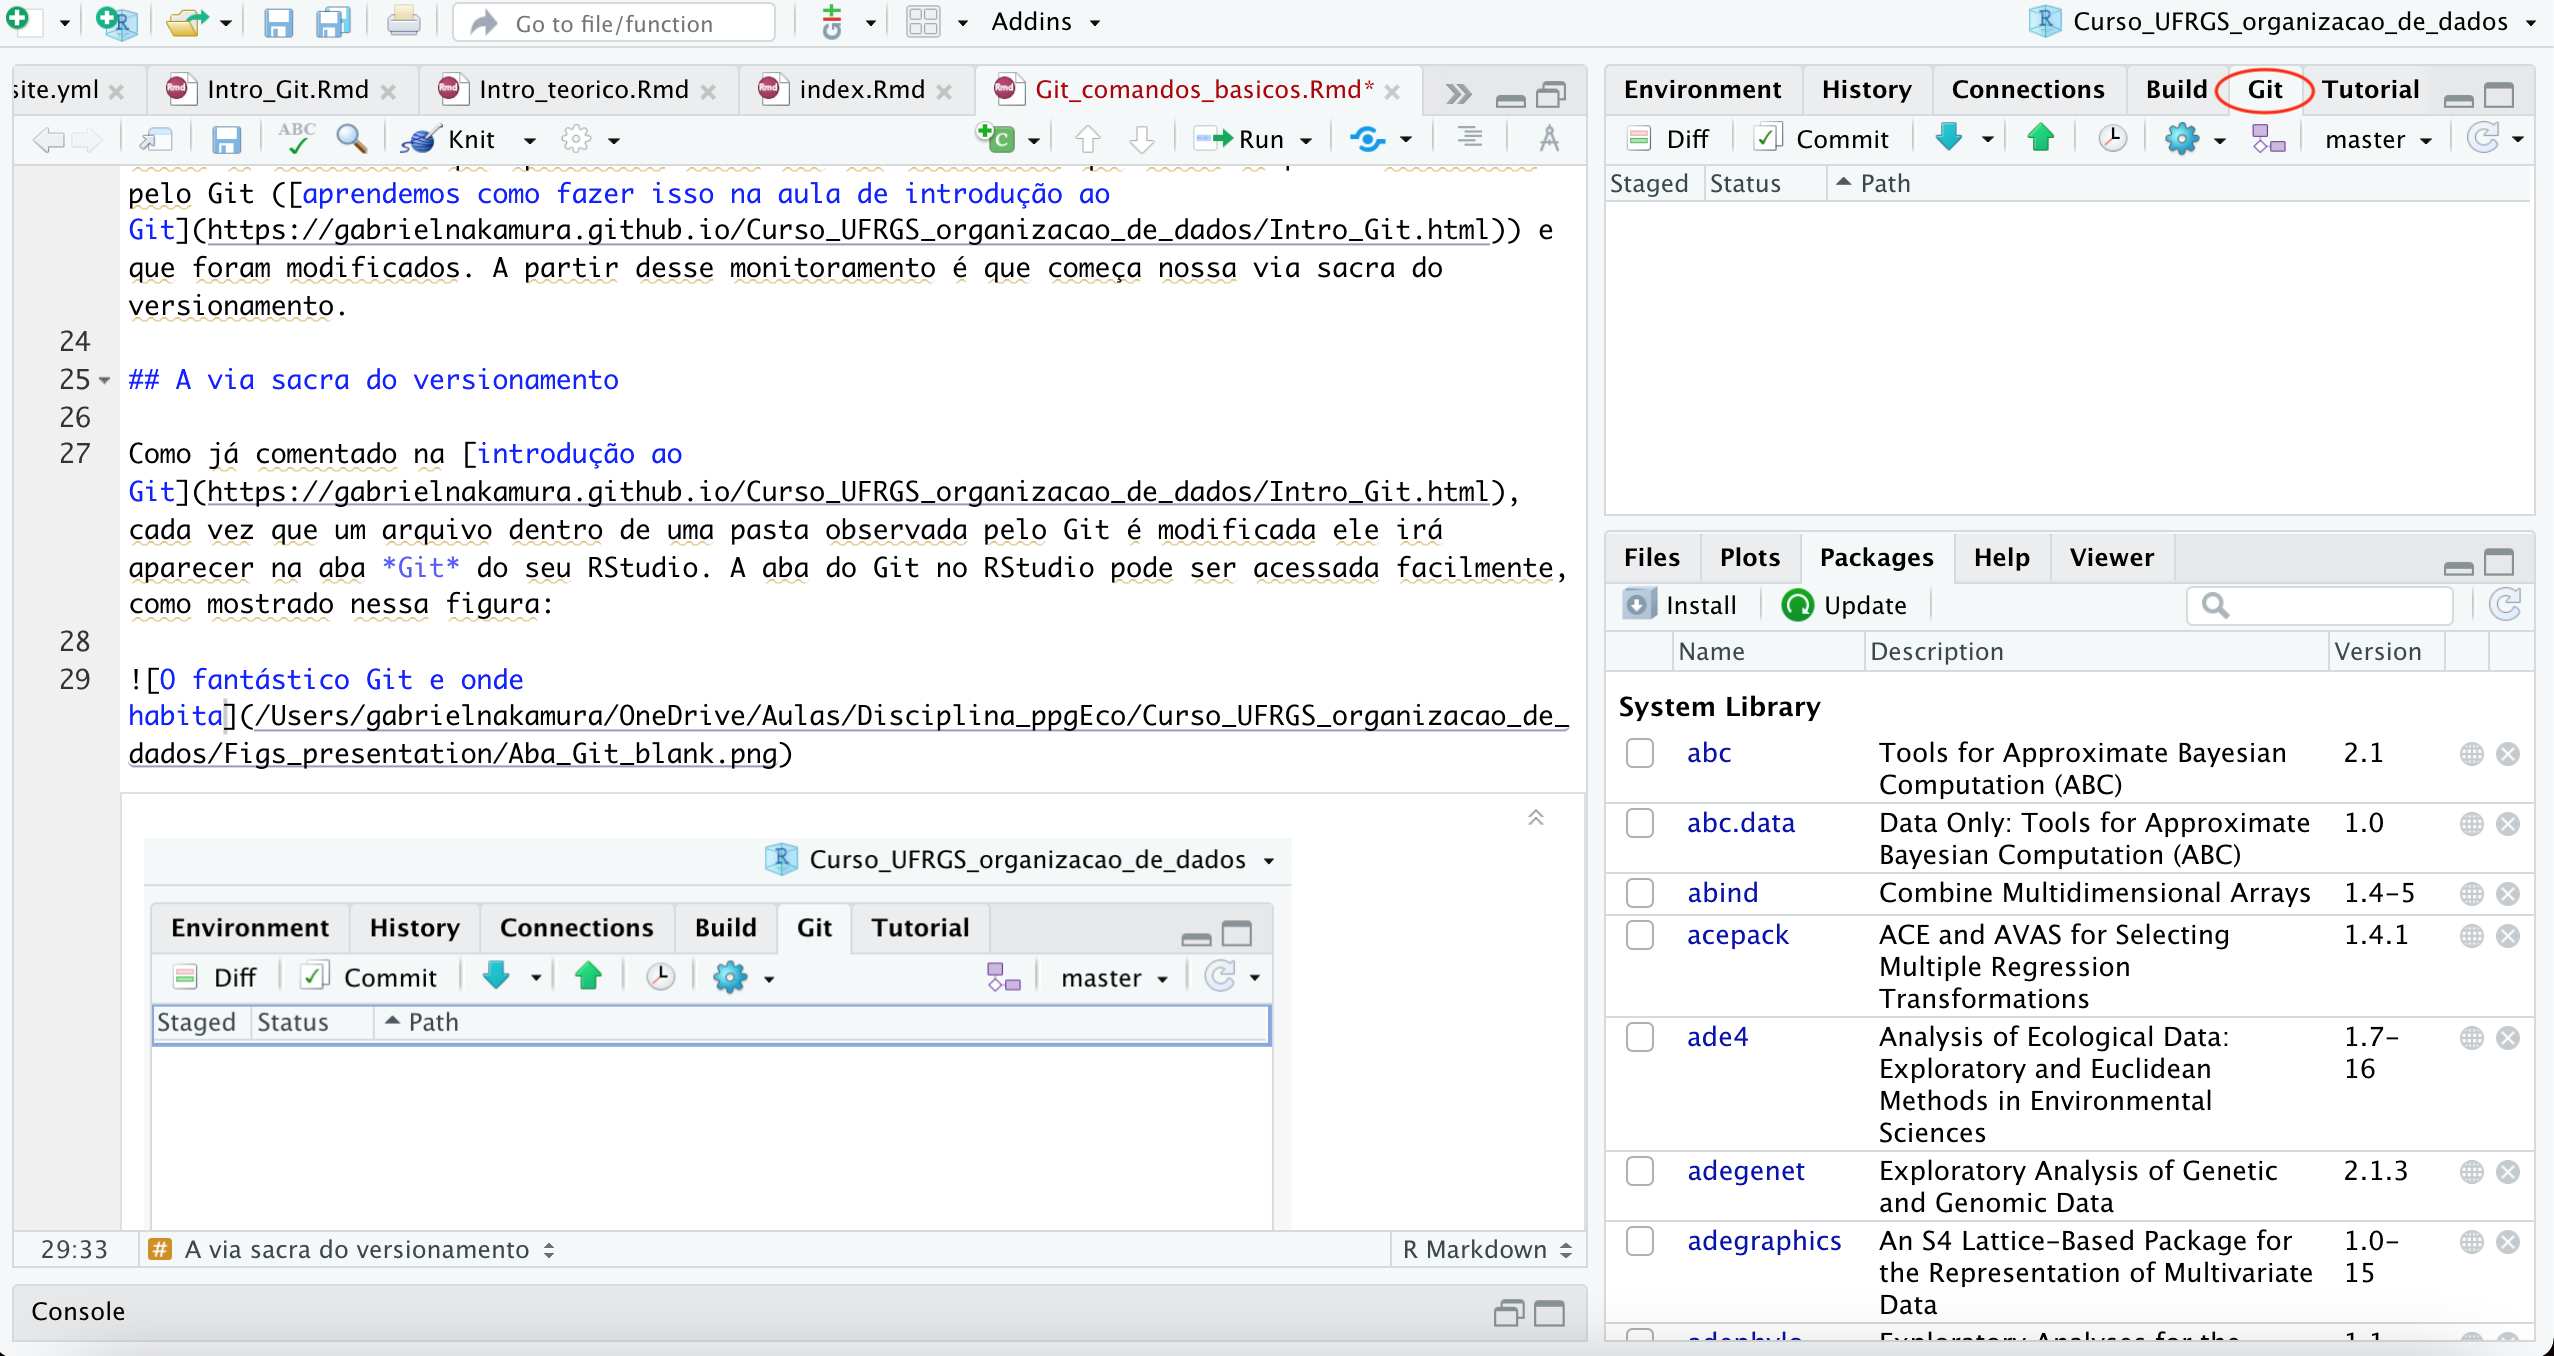 Go to file/function
Addins
Curso_UFRGS_organizacao_de_dados
site.yml
Intro_Git.Rmd
Intro_teorico.Rmd
index.Rmd
Git_comandos_basicos.Rmd*
ABC
Knit
Run
pelo Git ([aprendemos como fazer isso na aula de introdução ao
Git](https://gabrielnakamura.github.io/Curso_UFRGS_organizacao_de_dados/Intro_Git.html)) e
que foram modificados. A partir desse monitoramento é que começa nossa via sacra do
versionamento.
24
25 ## A via sacra do versionamento
26
27 Como já comentado na [introdução ao
Git](https://gabrielnakamura.github.io/Curso_UFRGS_organizacao_de_dados/Intro_Git.html),
cada vez que um arquivo dentro de uma pasta observada pelo Git é modificada ele irá
aparecer na aba *Git* do seu RStudio. A aba do Git no RStudio pode ser acessada facilmente,
como mostrado nessa figura:
28
29 ![O fantástico Git e onde
habita](/Users/gabrielnakamura/OneDrive/Aulas/Disciplina_ppgEco/Curso_UFRGS_organizacao_de_
dados/Figs_presentation/Aba_Git_blank.png)
Curso_UFRGS_organizacao_de_dados
Environment History Connections Build Git Tutorial
Diff Commit master
Staged Status Path
29:33 # A via sacra do versionamento R Markdown
Console
Environment History Connections Build Git Tutorial
Diff Commit master
Staged Status Path
Files Plots Packages Help Viewer
Install Update
Name Description Version
System Library
abc Tools for Approximate Bayesian 2.1
Computation (ABC)
abc.data Data Only: Tools for Approximate 1.0
Bayesian Computation (ABC)
abind Combine Multidimensional Arrays 1.4-5
acepack ACE and AVAS for Selecting 1.4.1
Multiple Regression
Transformations
ade4 Analysis of Ecological Data: 1.7-
Exploratory and Euclidean 16
Methods in Environmental
Sciences
adegenet Exploratory Analysis of Genetic 2.1.3
and Genomic Data
adegraphics An S4 Lattice-Based Package for 1.0-
the Representation of Multivariate 15
Data